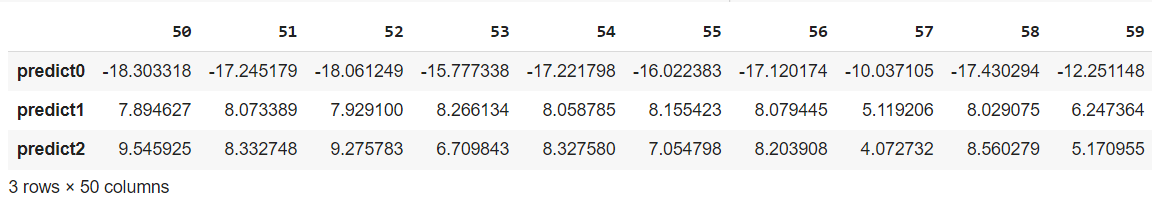 50 51 52 53 54 55 56 57 58 59
predict0 -18.303318 -17.245179 -18.061249 -15.777338 -17.221798 -16.022383 -17.120174 -10.037105 -17.430294 -12.251148
predict1 7.894627 8.073389 7.929100 8.266134 8.058785 8.155423 8.079445 5.119206 8.029075 6.247364
predict2 9.545925 8.332748 9.275783 6.709843 8.327580 7.054798 8.203908 4.072732 8.560279 5.170955
3 rows × 50 columns